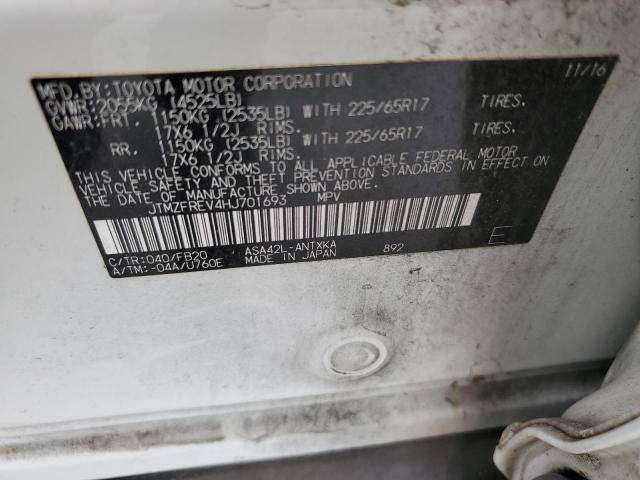 MFD.BY:TOYOTA MOTOR CORPORATION 11/16
GVWR:2055KG (4525LB)
GAWR:FRT. 1150KG (2535LB) WITH 225/65R17 TIRES.
17X6 1/2J RIMS.
RR. 1150KG (2535LB) WITH 225/65R17 TIRES.
17X6 1/2J RIMS.
THIS VEHICLE CONFORMS TO ALL APPLICABLE FEDERAL MOTOR
VEHICLE SAFETY AND THEFT PREVENTION STANDARDS IN EFFECT ON
THE DATE OF MANUFACTURE SHOWN ABOVE.
JTMZFREV4HJ701693 MPV
C/TR:040/FB20 ASA42L-ANTXKA 892 E
A/TM:-04A/U760E MADE IN JAPAN